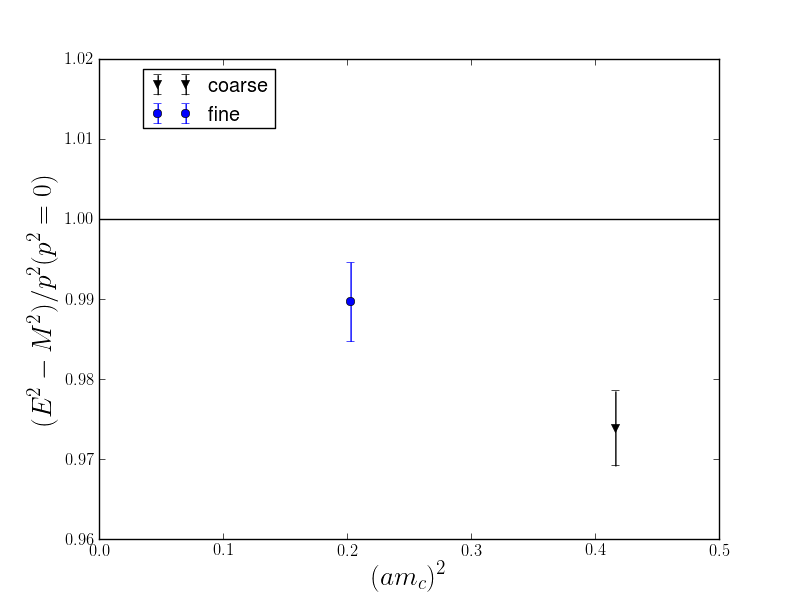 1.02
coarse
fine
1.01
1.00
0.99
0.98
0.97
0.96
(E² − M²)/p²(p² = 0)
0.0 0.1 0.2 0.3 0.4 0.5
(am_c)²